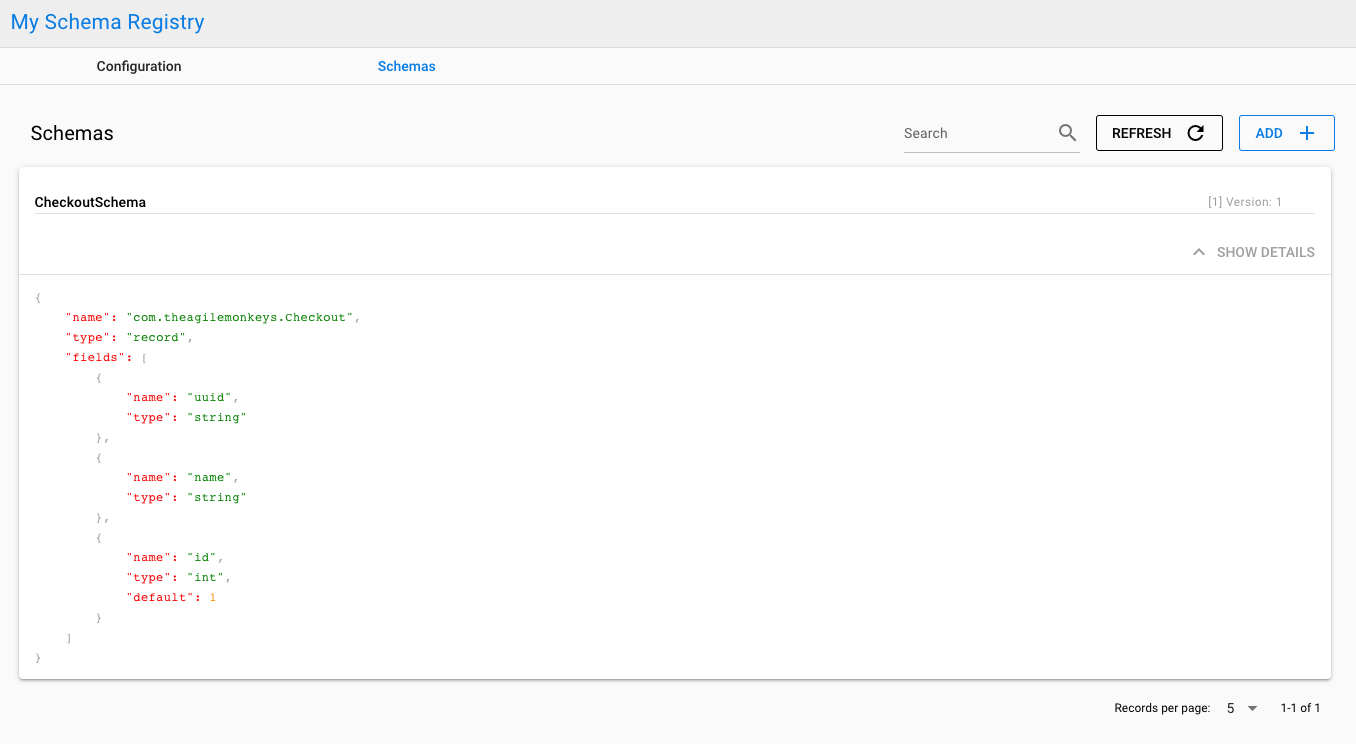 My Schema Registry
Configuration Schemas
Schemas Search REFRESH ADD
CheckoutSchema [1] Version: 1
SHOW DETAILS
{
"name": "com.theagilemonkeys.Checkout",
"type": "record",
"fields": [
{
"name": "uuid",
"type": "string"
},
{
"name": "name",
"type": "string"
},
{
"name": "id",
"type": "int",
"default": 1
}
]
}
Records per page: 5 1-1 of 1